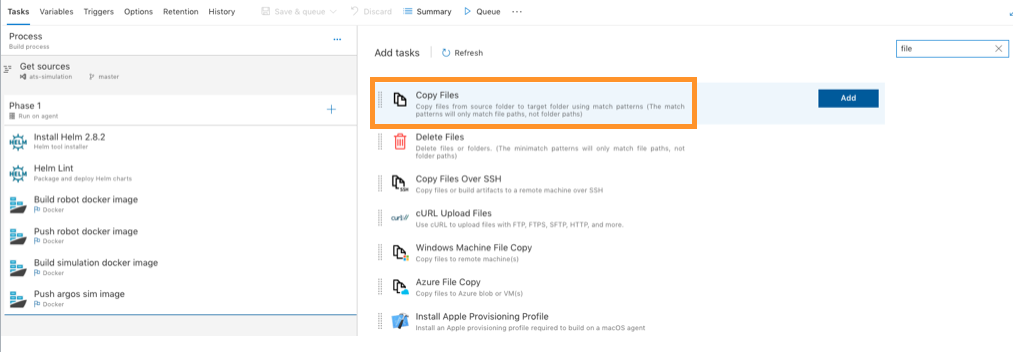 Tasks Variables Triggers Options Retention History Save & queue Discard Summary Queue ...
Process
Build process
...
Get sources
ats-simulation master
Phase 1
Run on agent
Install Helm 2.8.2
Helm tool installer
Helm Lint
Package and deploy Helm charts
Build robot docker image
Docker
Push robot docker image
Docker
Build simulation docker image
Docker
Push argos sim image
Docker
Add tasks Refresh
file
Copy Files
Copy files from source folder to target folder using match patterns (The match
patterns will only match file paths, not folder paths)
Add
Delete Files
Delete files or folders. (The minimatch patterns will only match file paths, not
folder paths)
Copy Files Over SSH
Copy files or build artifacts to a remote machine over SSH
cURL Upload Files
Use cURL to upload files with FTP, FTPS, SFTP, HTTP, and more.
Windows Machine File Copy
Copy files to remote machine(s)
Azure File Copy
Copy files to Azure blob or VM(s)
Install Apple Provisioning Profile
Install an Apple provisioning profile required to build on a macOS agent
HELM
HELM
SSH
curl://